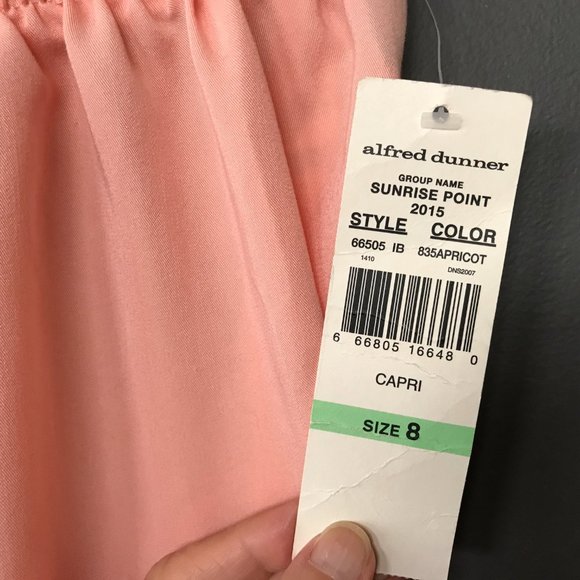 alfred dunner
GROUP NAME
SUNRISE POINT
2015
STYLE COLOR
66505 IB 835APRICOT
1410 DNS2007
6 66805 16648 0
CAPRI
SIZE 8